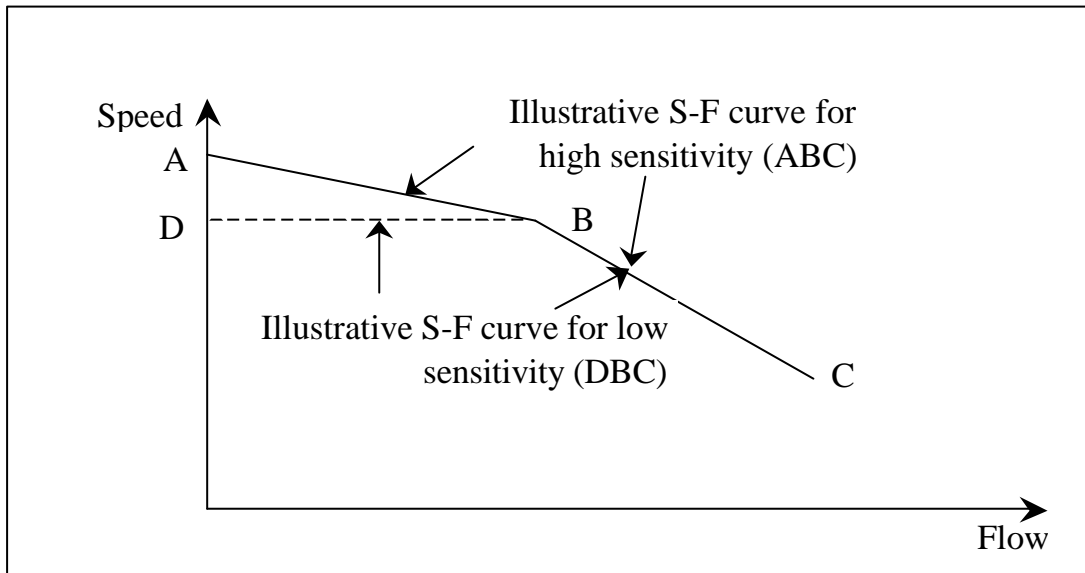 Speed
Illustrative S-F curve for
high sensitivity (ABC)
A
D
B
Illustrative S-F curve for low
sensitivity (DBC)
C
Flow